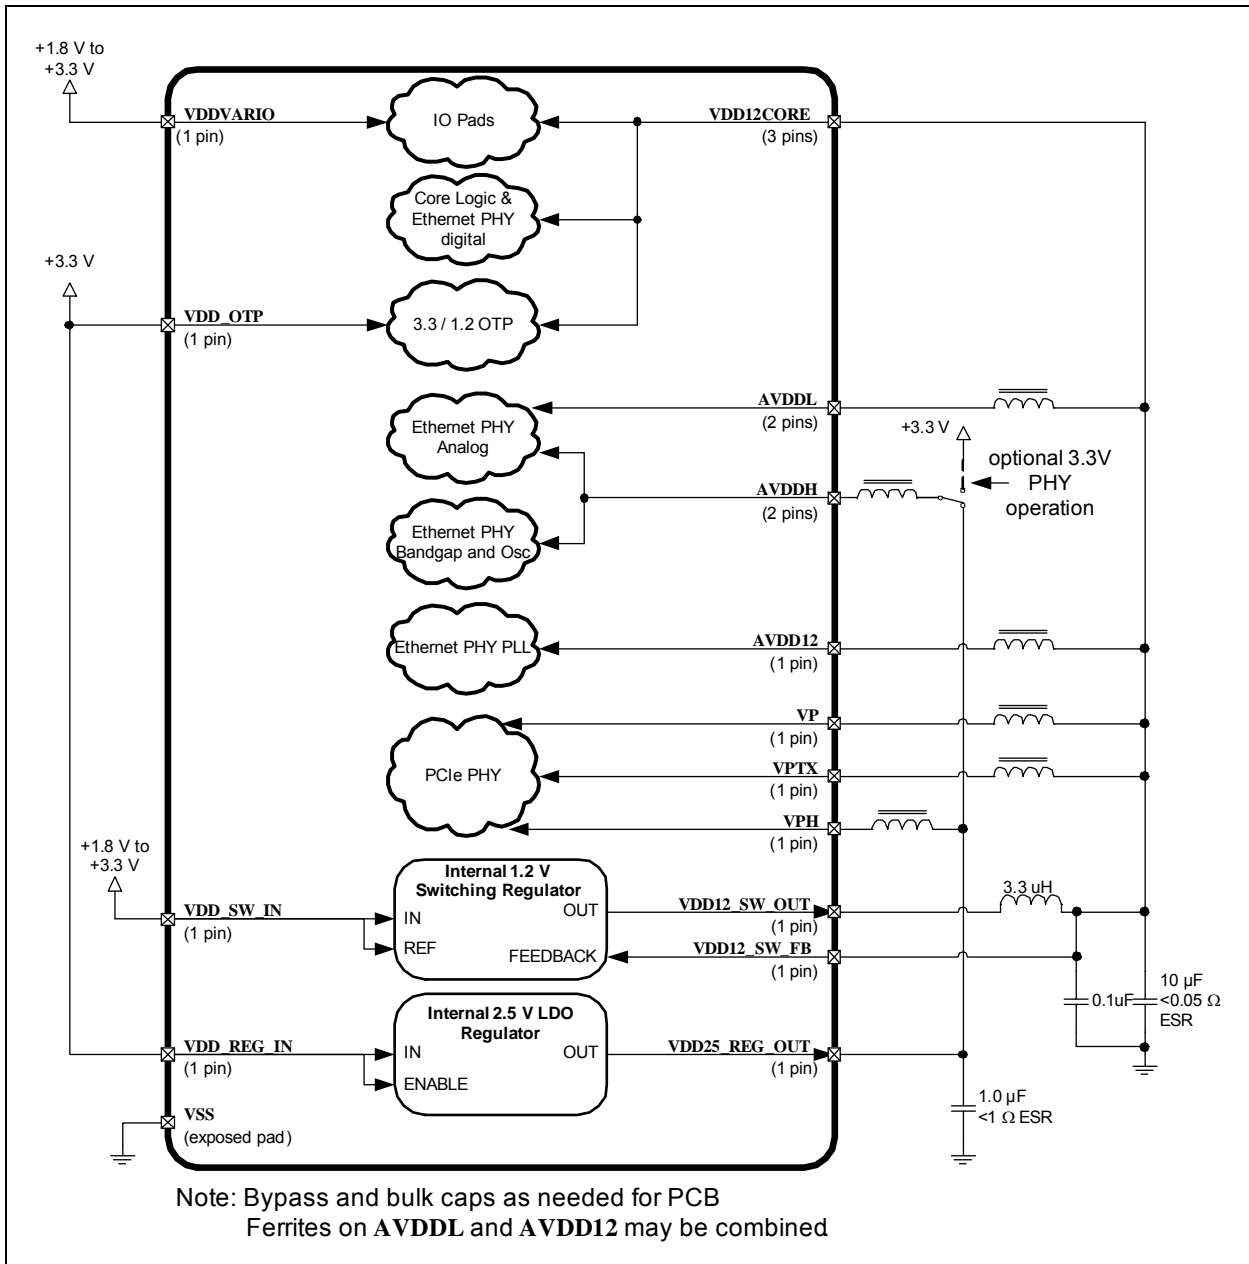 +1.8 V to
+3.3 V
VDDVARIO
(1 pin)
IO Pads
VDD12CORE
(3 pins)
Core Logic &
Ethernet PHY
digital
+3.3 V
VDD_OTP
(1 pin)
3.3 / 1.2 OTP
AVDDL
(2 pins)
Ethernet PHY
Analog
+3.3 V
optional 3.3V
PHY
operation
AVDDH
(2 pins)
Ethernet PHY
Bandgap and Osc
Ethernet PHY PLL
AVDD12
(1 pin)
VP
(1 pin)
PCIe PHY
VPTX
(1 pin)
VPH
(1 pin)
+1.8 V to
+3.3 V
VDD_SW_IN
(1 pin)
Internal 1.2 V
Switching Regulator
IN
REF
OUT
FEEDBACK
VDD12_SW_OUT
(1 pin)
3.3 uH
VDD12_SW_FB
(1 pin)
0.1uF
10 µF
<0.05 Ω
ESR
Internal 2.5 V LDO
Regulator
VDD_REG_IN
(1 pin)
IN
ENABLE
OUT
VDD25_REG_OUT
(1 pin)
1.0 µF
<1 Ω ESR
VSS
(exposed pad)
Note: Bypass and bulk caps as needed for PCB
Ferrites on AVDDL and AVDD12 may be combined